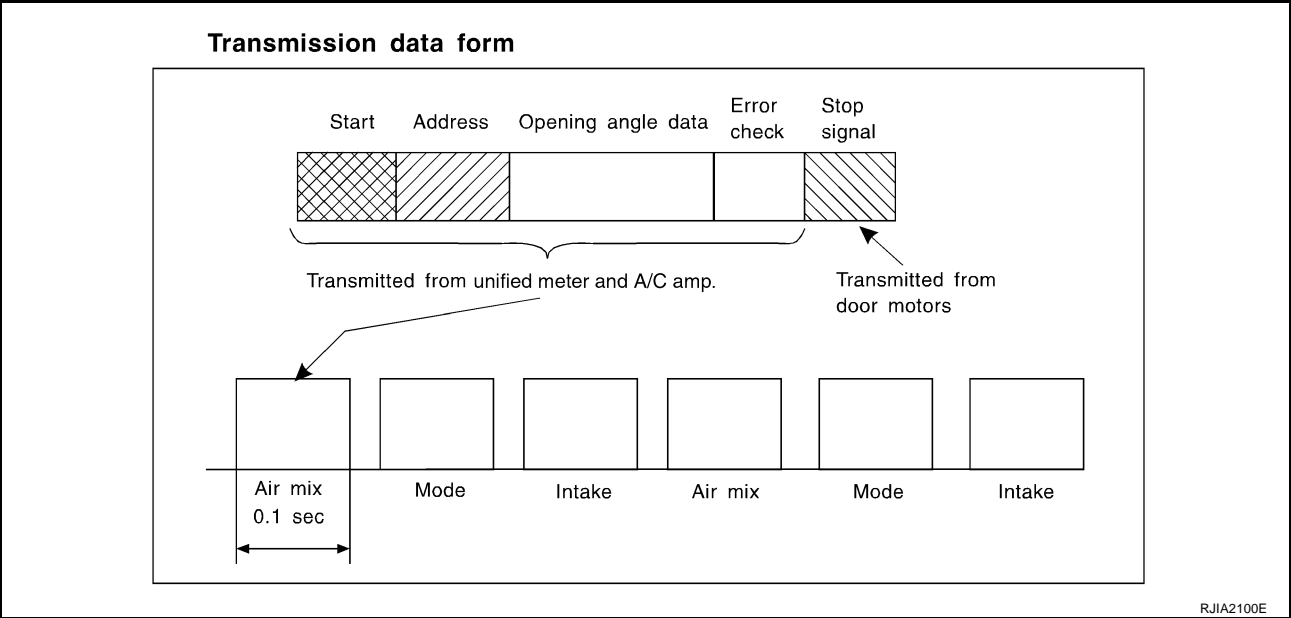 Transmission data form
Start
Address
Opening angle data
Error
check
Stop
signal
Transmitted from unified meter and A/C amp.
Transmitted from
door motors
Air mix
0.1 sec
Mode
Intake
Air mix
Mode
Intake
RJIA2100E